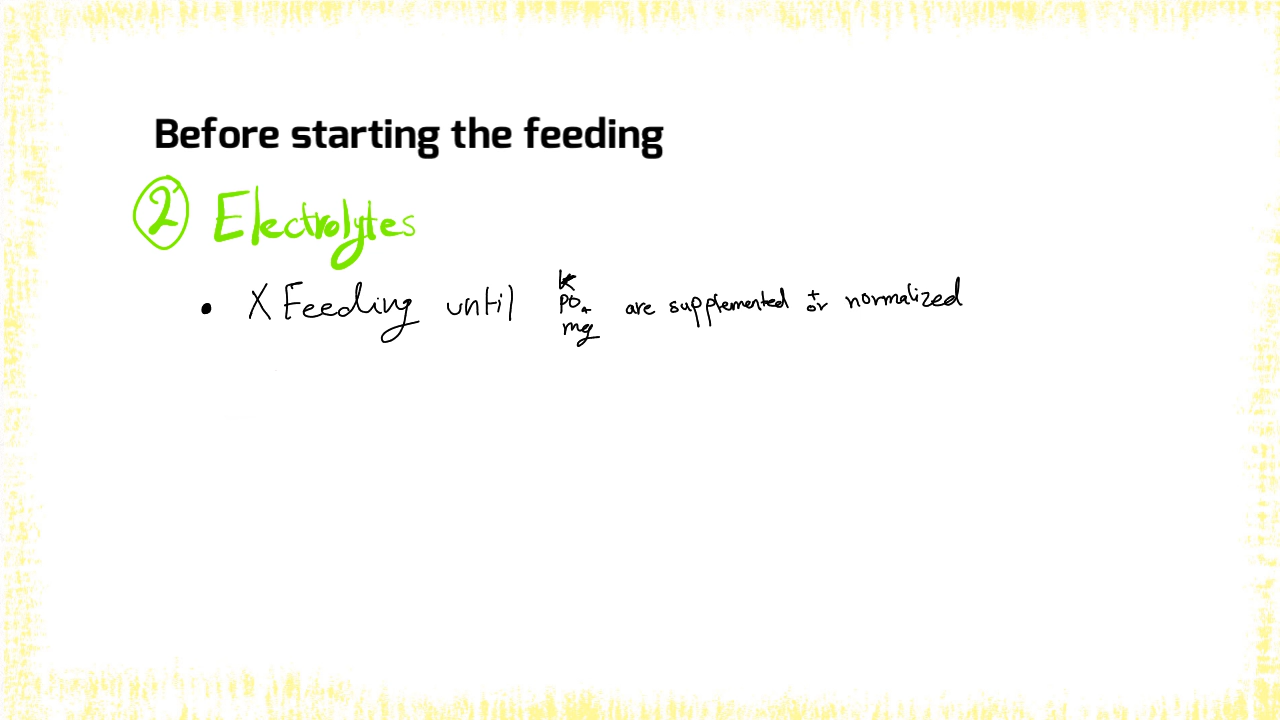 Before starting the feeding
② Electrolytes
• X Feeding until K PO4 mg are supplemented + or normalized